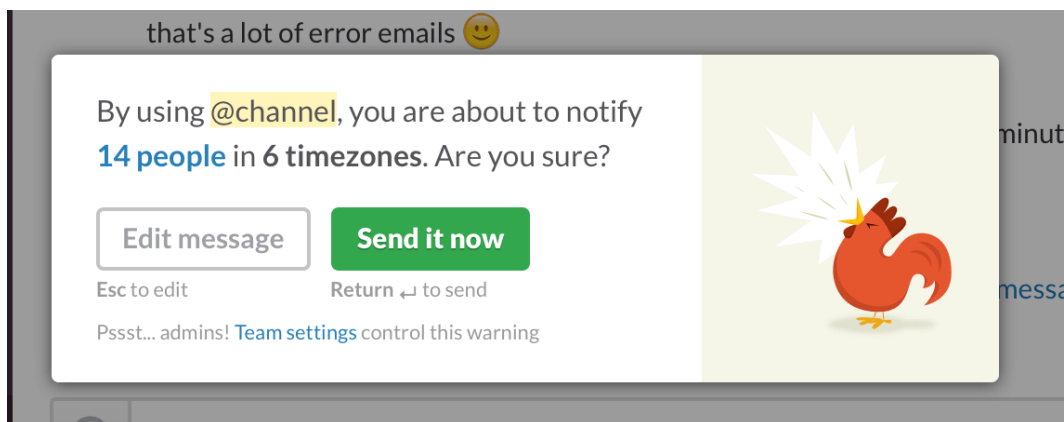 that's a lot of error emails
By using @channel, you are about to notify
14 people in 6 timezones. Are you sure?
minut
Edit message
Send it now
Esc to edit
Return ↵ to send
messa
Pssst... admins! Team settings control this warning